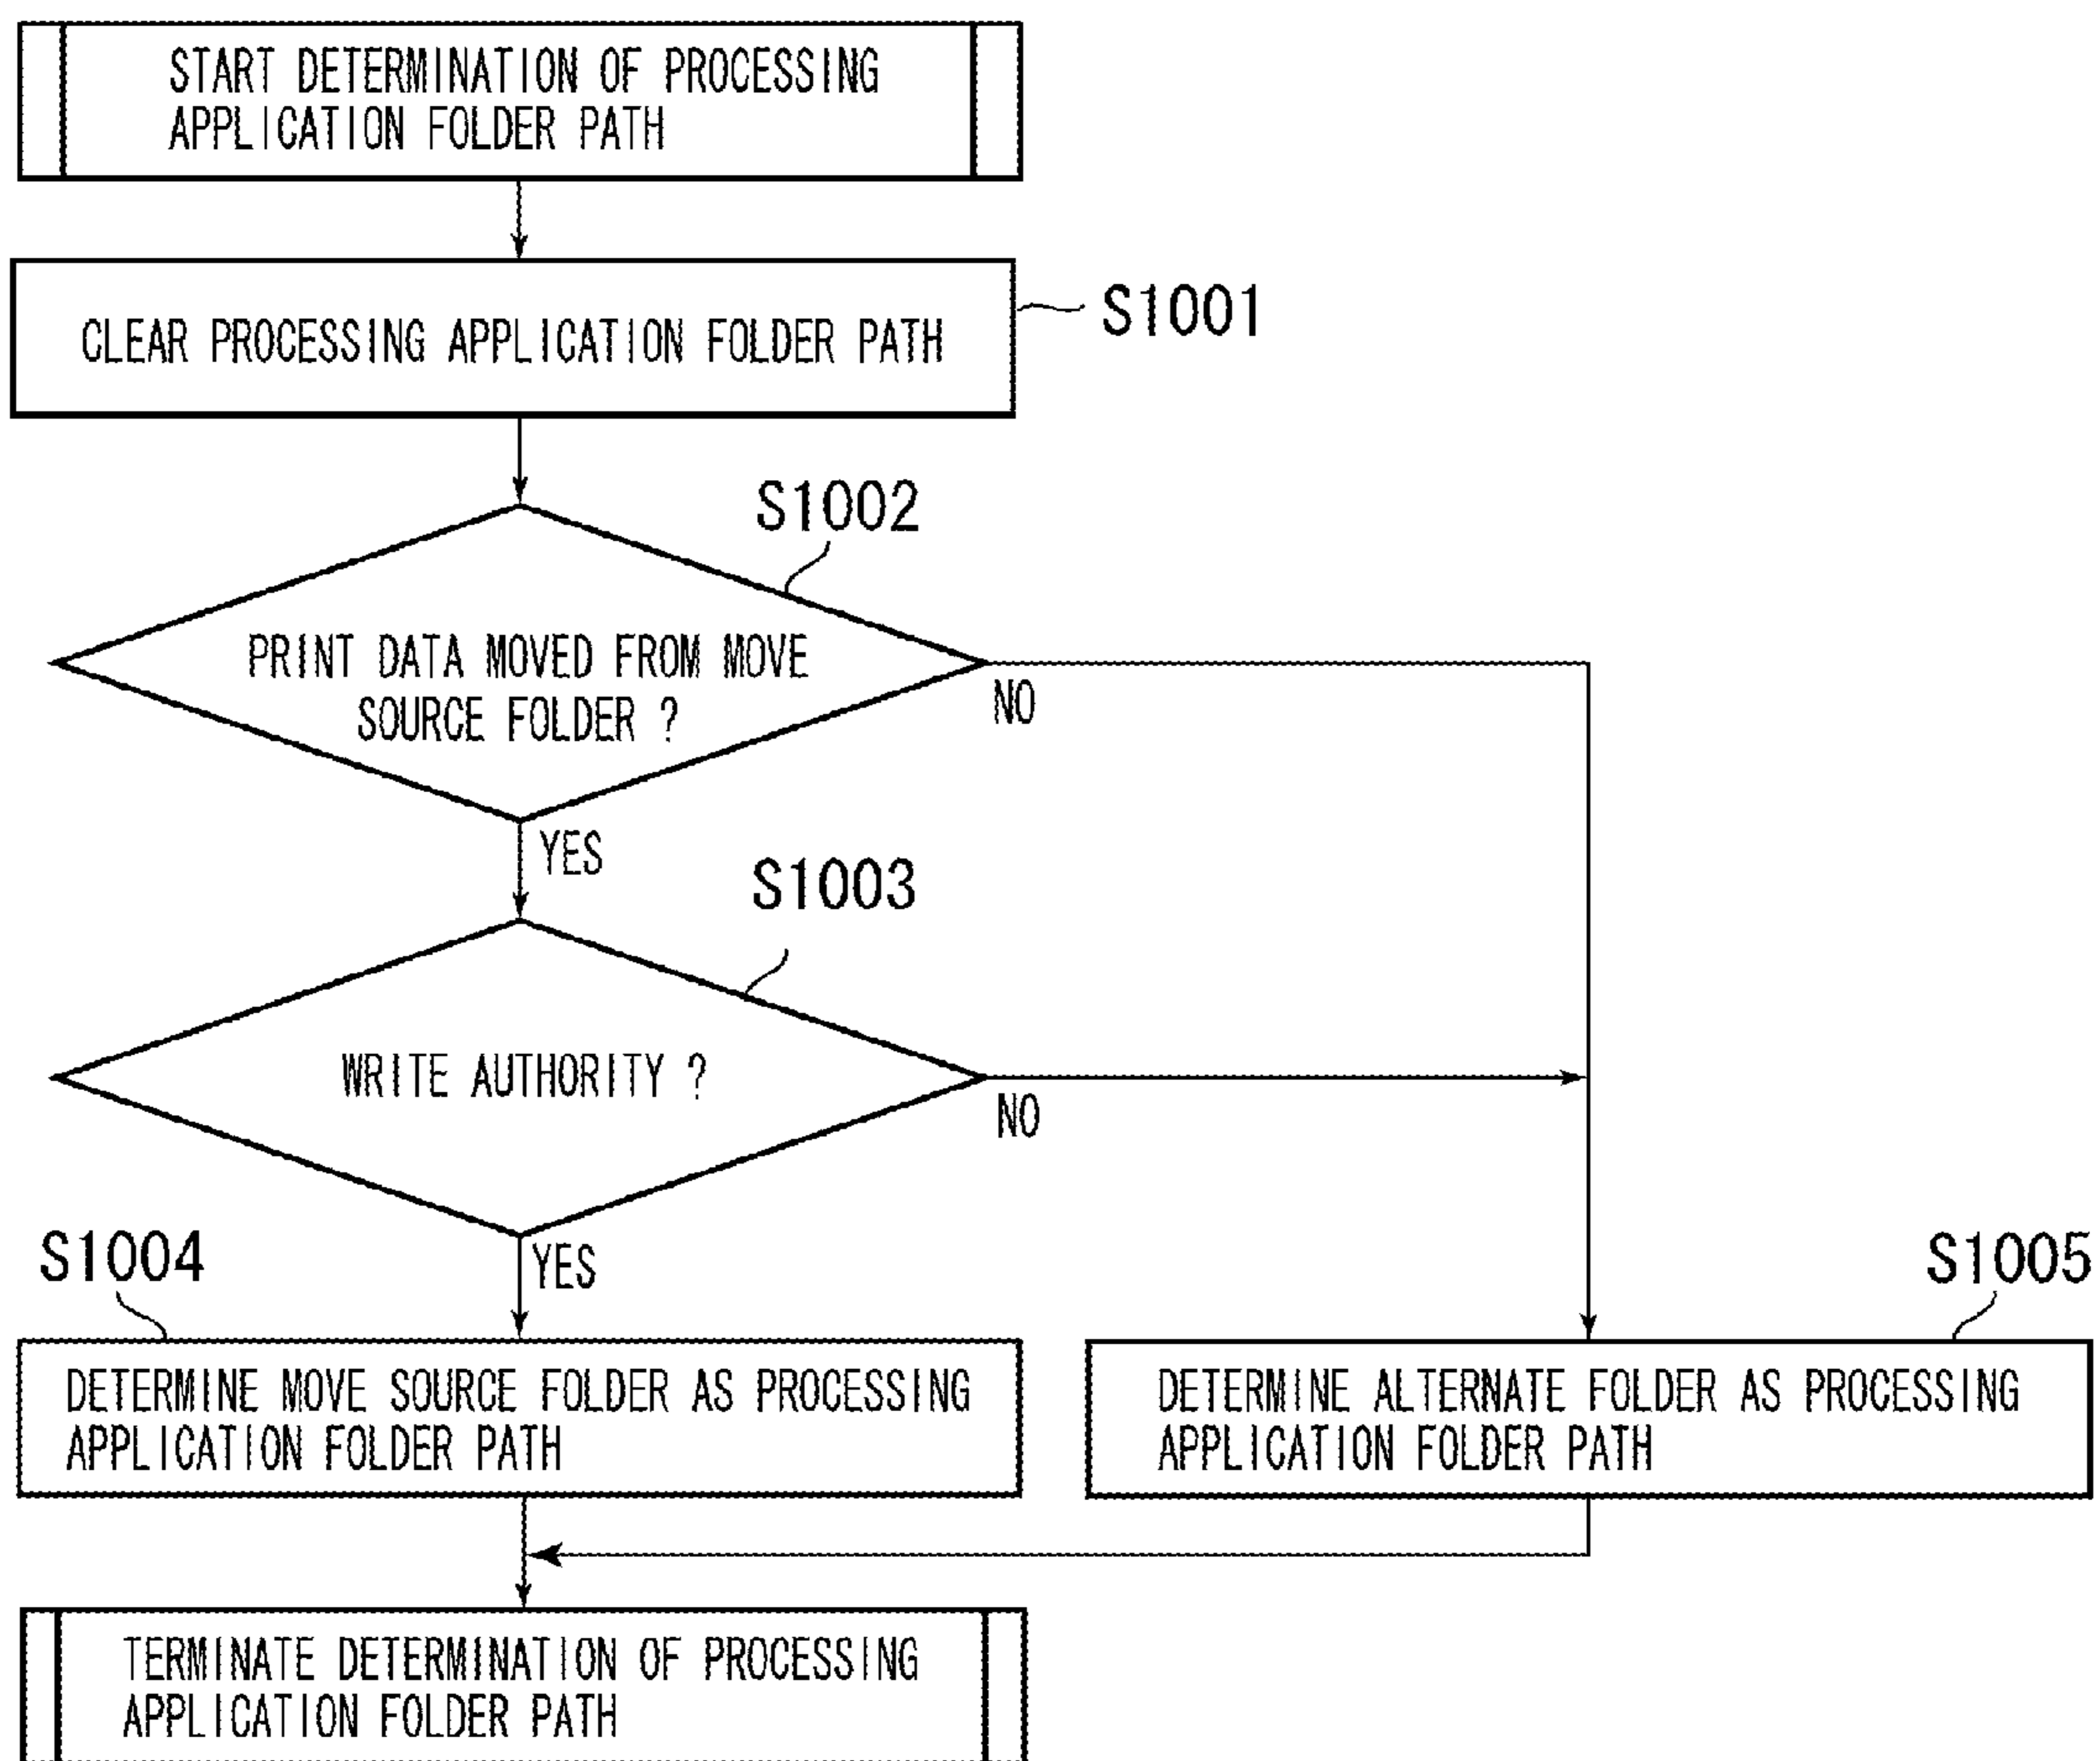 START DETERMINATION OF PROCESSING
APPLICATION FOLDER PATH
CLEAR PROCESSING APPLICATION FOLDER PATH
S1001
S1002
PRINT DATA MOVED FROM MOVE
SOURCE FOLDER ?
NO
YES
S1003
WRITE AUTHORITY ?
NO
YES
S1004
S1005
DETERMINE MOVE SOURCE FOLDER AS PROCESSING
APPLICATION FOLDER PATH
DETERMINE ALTERNATE FOLDER AS PROCESSING
APPLICATION FOLDER PATH
TERMINATE DETERMINATION OF PROCESSING
APPLICATION FOLDER PATH